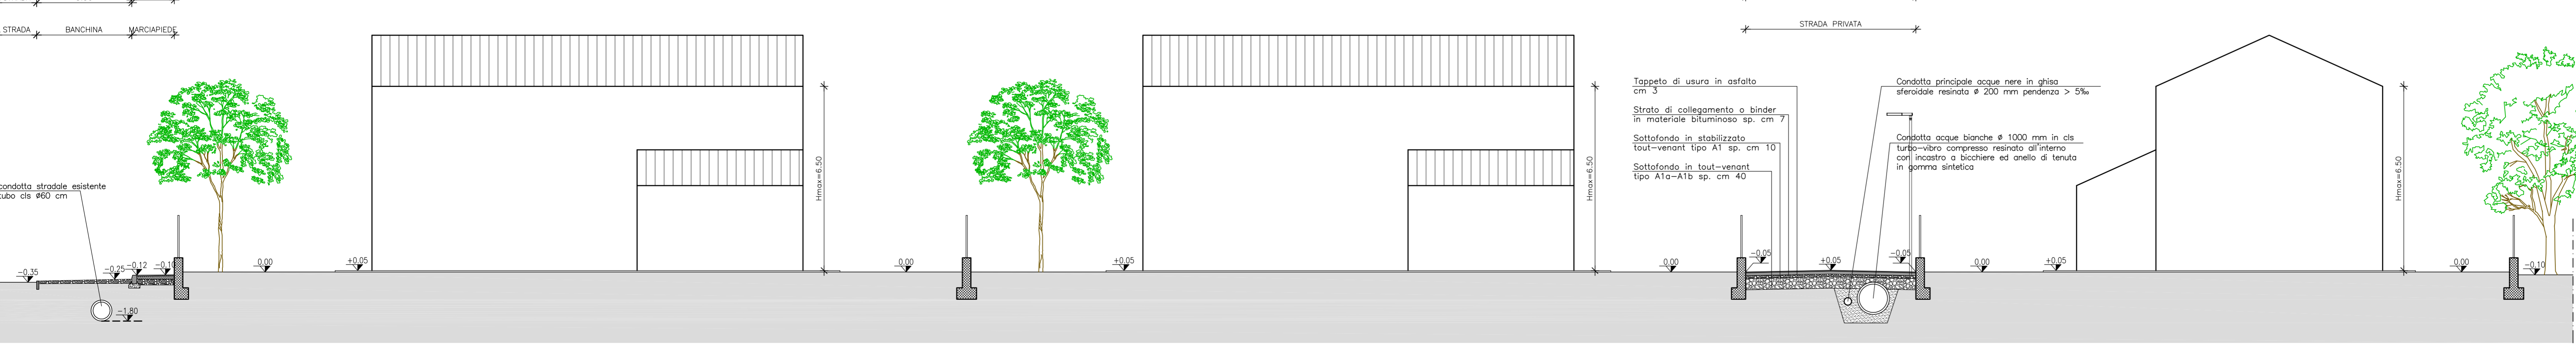 STRADA
BANCHINA
MARCIAPIEDE
STRADA PRIVATA
Tappeto di usura in asfalto
cm 3
Strato di collegamento o binder
in materiale bituminoso sp. cm 7
Sottofondo in stabilizzato
tout-venant tipo A1 sp. cm 10
Sottofondo in tout-venant
tipo A1a-A1b sp. cm 40
Condotta principale acque nere in ghisa
sferoidale resinata ø 200 mm pendenza > 5‰
Condotta acque bianche ø 1000 mm in cls
turbo-vibro compresso resinato all'interno
con incastro a bicchiere ed anello di tenuta
in gomma sintetica
condotta stradale esistente
tubo cls ø60 cm
Hmax=6.50
Hmax=6.50
Hmax=6.50
-0.35
-0.25
-0.12
-0.10
0.00
+0.05
0.00
+0.05
0.00
-0.05
+0.05
-0.05
0.00
+0.05
0.00
-0.10
-1.80